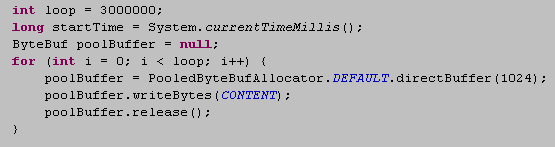 int loop = 3000000;
long startTime = System.currentTimeMillis();
ByteBuf poolBuffer = null;
for (int i = 0; i < loop; i++) {
    poolBuffer = PooledByteBufAllocator.DEFAULT.directBuffer(1024);
    poolBuffer.writeBytes(CONTENT);
    poolBuffer.release();
}